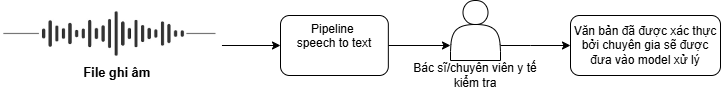 File ghi âm
Pipeline
speech to text
Bác sĩ/chuyên viên y tế
kiểm tra
Văn bản đã được xác thực
bởi chuyên gia sẽ được
đưa vào model xử lý